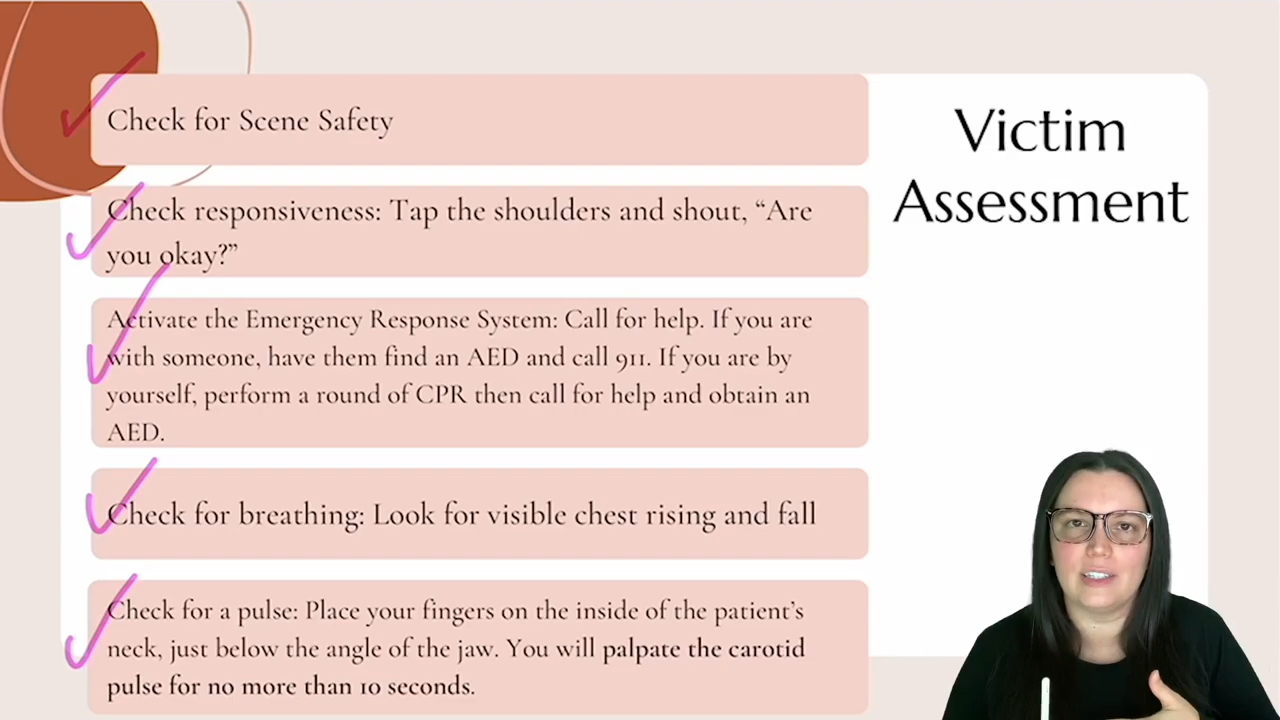 Check for Scene Safety
Victim
Assessment
Check responsiveness: Tap the shoulders and shout, “Are
you okay?”
Activate the Emergency Response System: Call for help. If you are
with someone, have them find an AED and call 911. If you are by
yourself, perform a round of CPR then call for help and obtain an
AED.
Check for breathing: Look for visible chest rising and fall
Check for a pulse: Place your fingers on the inside of the patient’s
neck, just below the angle of the jaw. You will palpate the carotid
pulse for no more than 10 seconds.